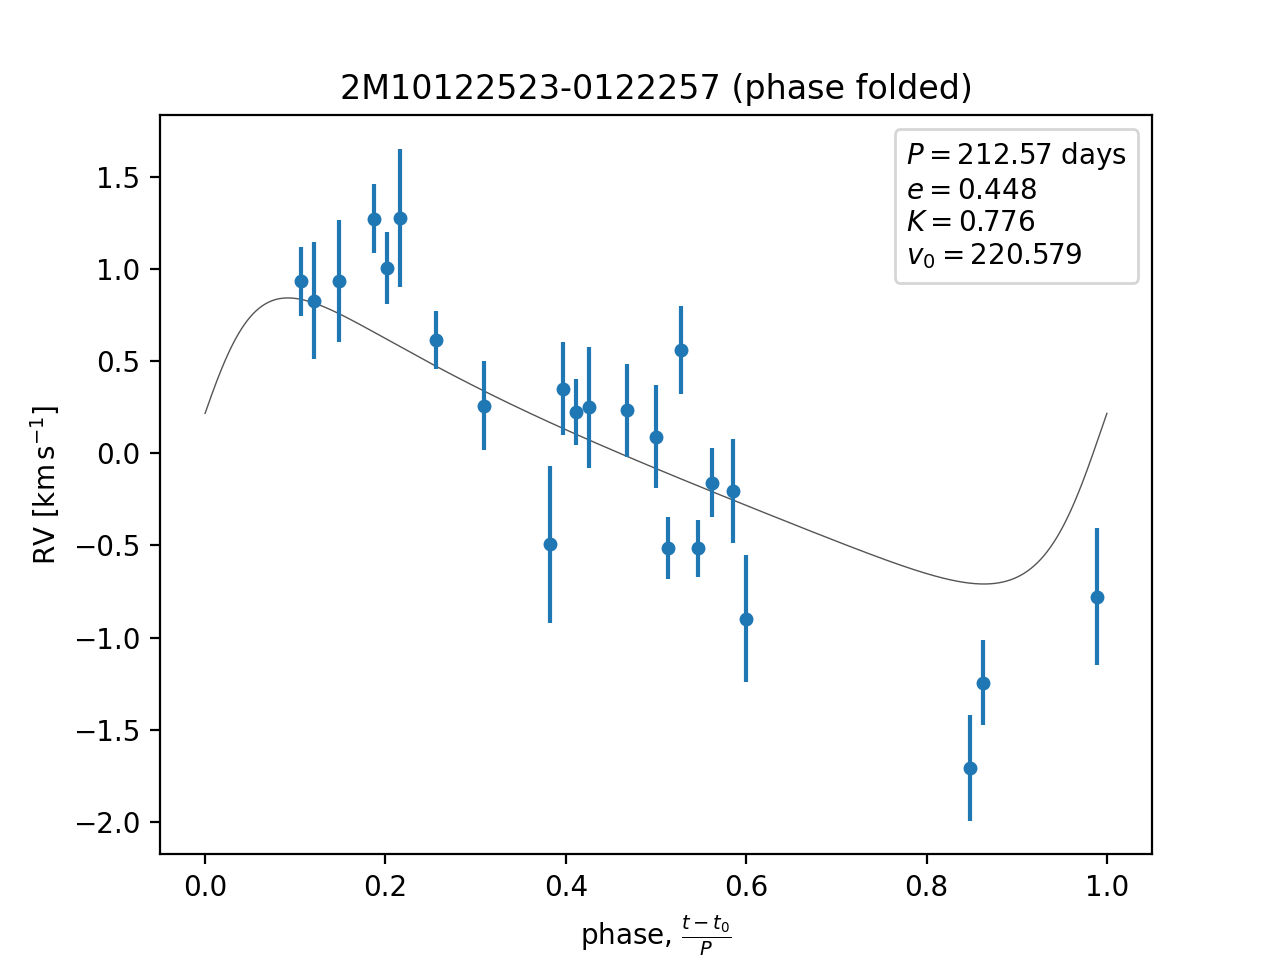 2M10122523-0122257 (phase folded)
P = 212.57 days
e = 0.448
K = 0.776
v₀ = 220.579
RV [km s⁻¹]
1.5
1.0
0.5
0.0
−0.5
−1.0
−1.5
−2.0
0.0 0.2 0.4 0.6 0.8 1.0
phase, (t − t₀)/P